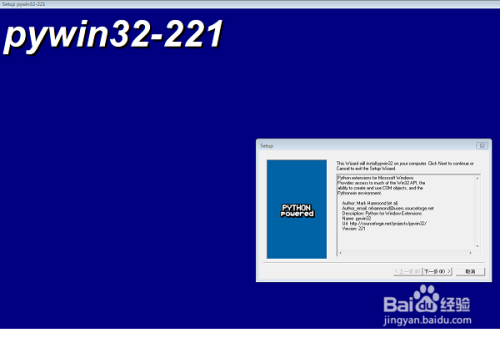 Setup pywin32-221
pywin32-221
Setup
This Wizard will install pywin32 on your computer. Click Next to continue or
Cancel to exit the Setup Wizard.
Python extensions for Microsoft Windows
Provides access to much of the Win32 API, the
ability to create and use COM objects, and the
Pythonwin environment.
Author: Mark Hammond (et al)
Author_email: mhammond@users.sourceforge.net
Description: Python for Window Extensions
Name: pywin32
Url: http://sourceforge.net/projects/pywin32/
Version: 221
PYTHON
Powered
<上一步(B) 下一步(N) > 取消
Baidu 经验
jingyan.baidu.com